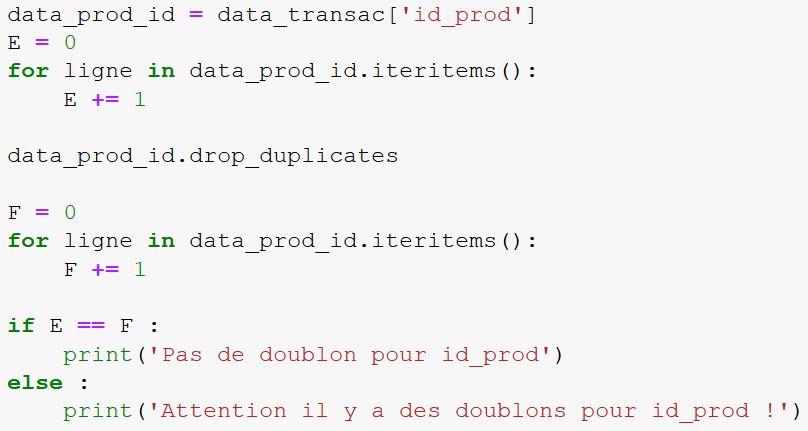 data_prod_id = data_transac['id_prod']
E = 0
for ligne in data_prod_id.iteritems():
    E += 1

data_prod_id.drop_duplicates

F = 0
for ligne in data_prod_id.iteritems():
    F += 1

if E == F :
    print('Pas de doublon pour id_prod')
else :
    print('Attention il y a des doublons pour id_prod !')